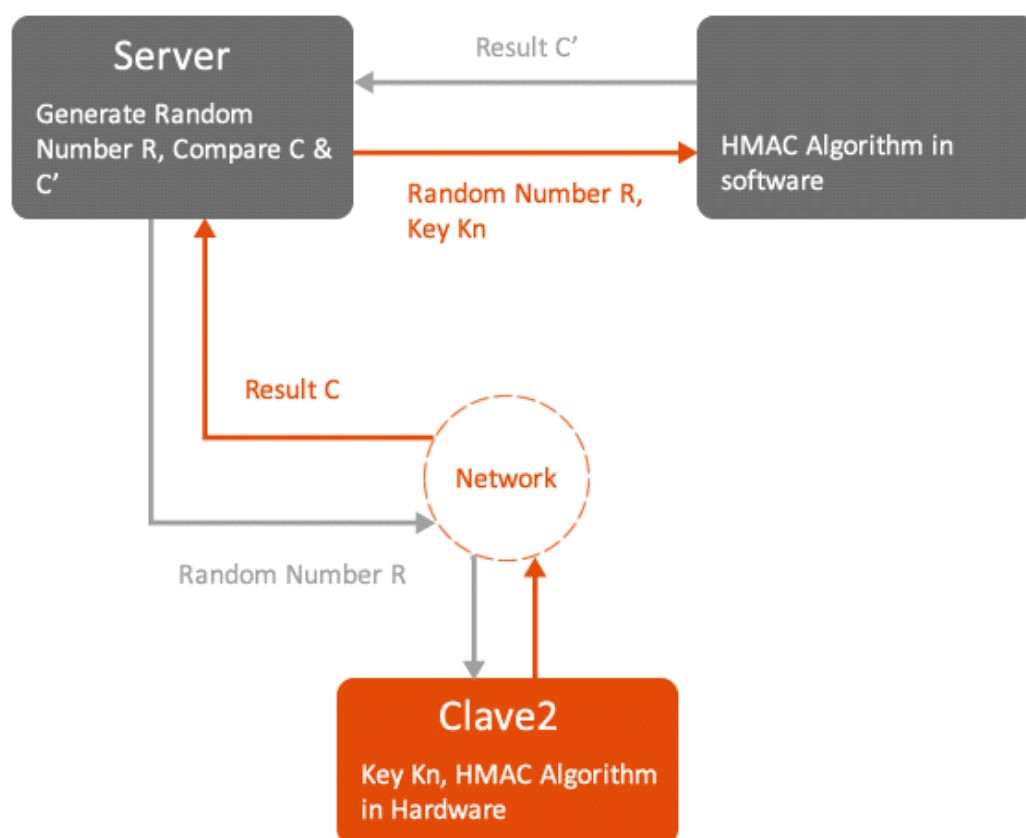 Server
Generate Random
Number R, Compare C &
C’
Result C’
Random Number R,
Key Kn
HMAC Algorithm in
software
Result C
Network
Random Number R
Clave2
Key Kn, HMAC Algorithm
in Hardware